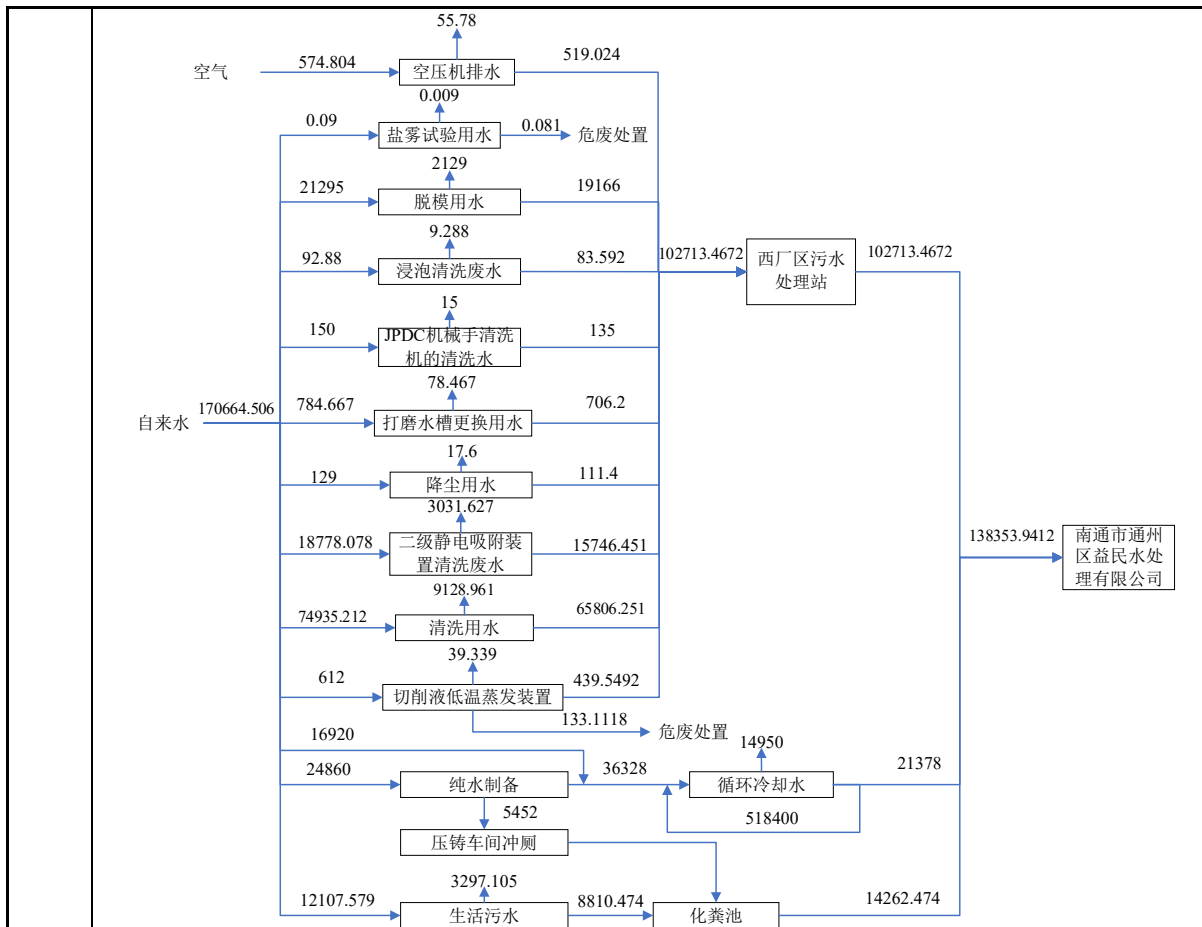 55.78
空气
574.804
空压机排水
519.024
0.009
0.09
盐雾试验用水
0.081
危废处置
2129
21295
脱模用水
19166
9.288
92.88
浸泡清洗废水
83.592
102713.4672
西厂区污水
处理站
102713.4672
15
150
JPDC机械手清洗
机的清洗水
135
78.467
自来水
170664.506
784.667
打磨水槽更换用水
706.2
17.6
129
降尘用水
111.4
3031.627
18778.078
二级静电吸附装
置清洗废水
15746.451
138353.9412
南通市通州
区益民水处
理有限公司
9128.961
74935.212
清洗用水
65806.251
39.339
612
切削液低温蒸发装置
439.5492
133.1118
危废处置
16920
14950
24860
纯水制备
36328
循环冷却水
21378
5452
518400
压铸车间冲厕
3297.105
12107.579
生活污水
8810.474
化粪池
14262.474